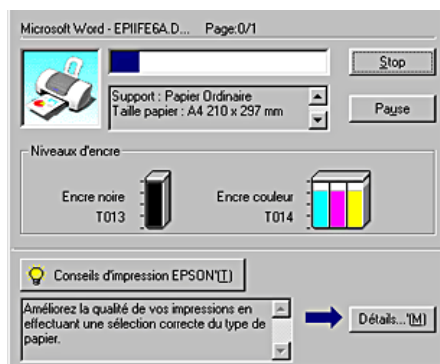 Microsoft Word - EPIIFE6A.D... Page:0/1
Stop
Support : Papier Ordinaire
Taille papier : A4 210 x 297 mm
Pause
Niveaux d'encre
Encre noire
T013
Encre couleur
T014
Conseils d'impression EPSON'(T)
Améliorez la qualité de vos impressions en
effectuant une sélection correcte du type de
papier.
Détails...'(M)